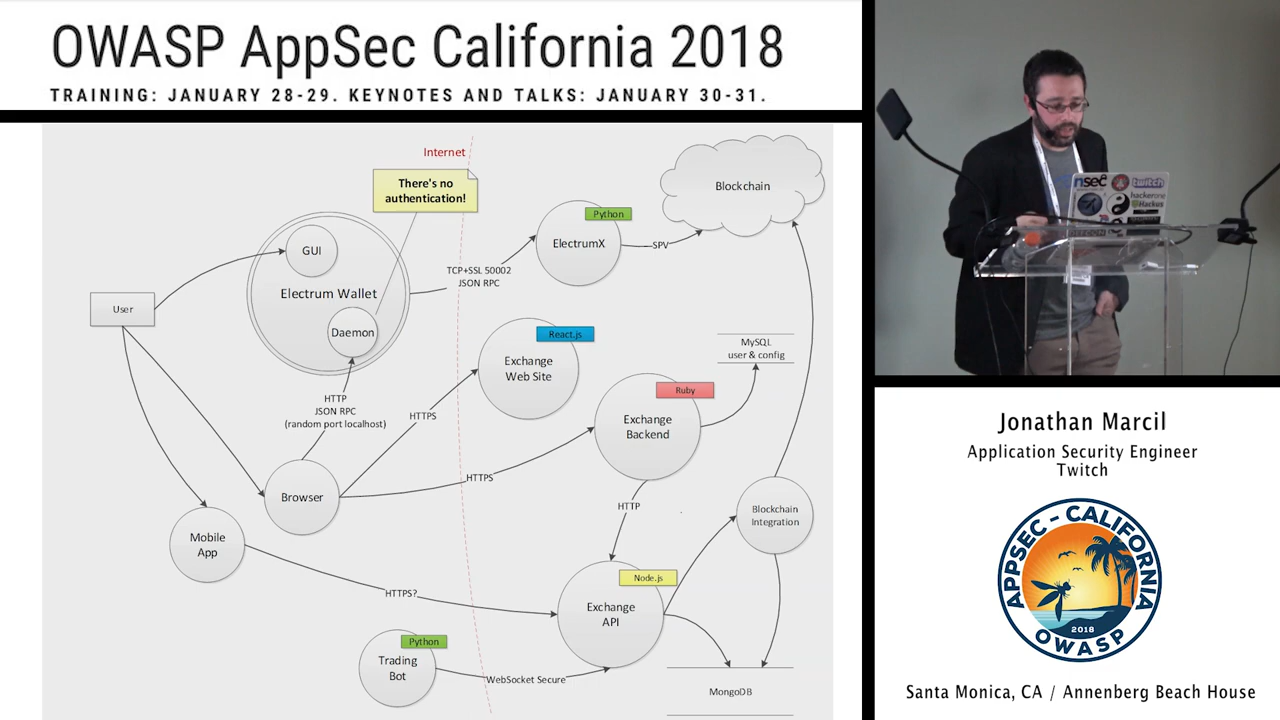 OWASP AppSec California 2018
TRAINING: JANUARY 28-29. KEYNOTES AND TALKS: JANUARY 30-31.
Internet
There's no
authentication!
Blockchain
Python
ElectrumX
SPV
GUI
Electrum Wallet
TCP+SSL 50002
JSON RPC
User
Daemon
React.js
Exchange
Web Site
MySQL
user & config
HTTP
JSON RPC
(random port localhost)
HTTPS
Ruby
Exchange
Backend
HTTPS
Browser
HTTP
Blockchain
Integration
Mobile
App
Node.js
HTTPS?
Exchange
API
Python
Trading
Bot
WebSocket Secure
MongoDB
nsec
twitch
hackerone
Jonathan Marcil
Application Security Engineer
Twitch
APPSEC - CALIFORNIA
2018
OWASP
Santa Monica, CA / Annenberg Beach House